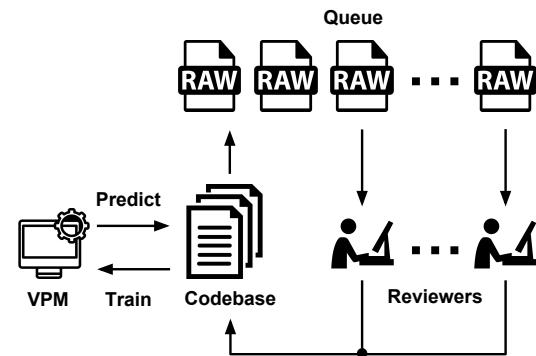 Queue
RAW RAW RAW RAW
Predict
VPM Train Codebase Reviewers